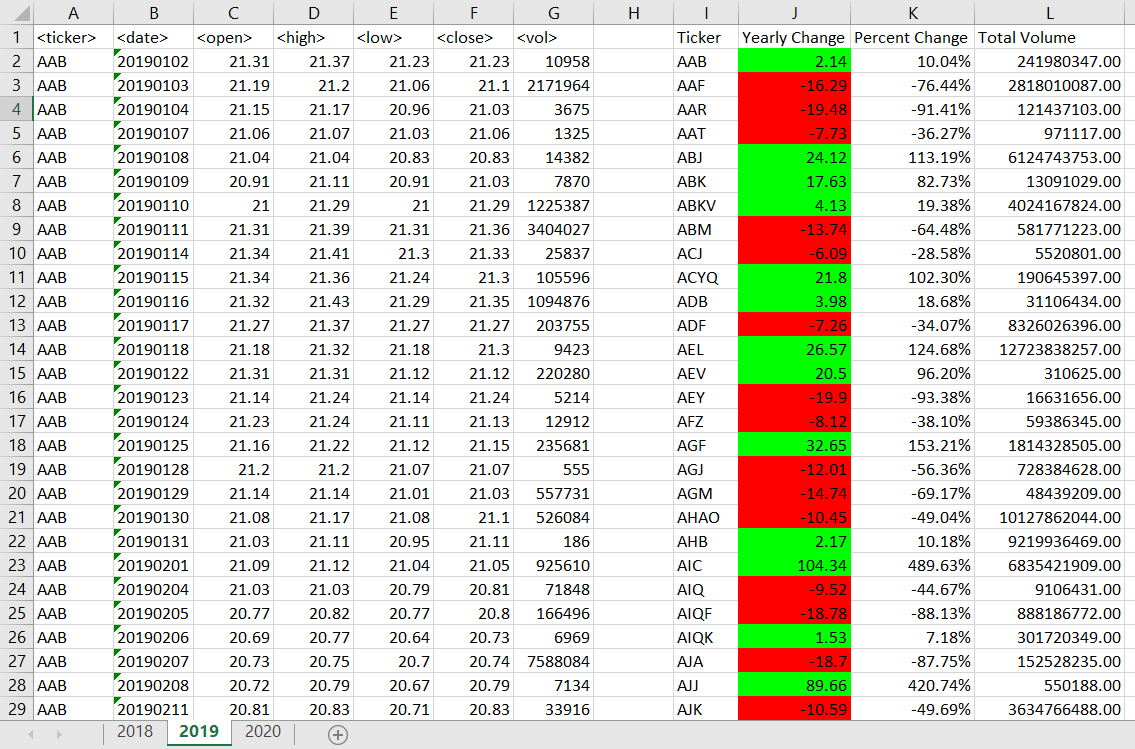 A B C D E F G H I J K L
1 <ticker> <date> <open> <high> <low> <close> <vol> Ticker Yearly Change Percent Change Total Volume
2 AAB 20190102 21.31 21.37 21.23 21.23 10958 AAB 2.14 10.04% 241980347.00
3 AAB 20190103 21.19 21.2 21.06 21.1 2171964 AAF -16.29 -76.44% 2818010087.00
4 AAB 20190104 21.15 21.17 20.96 21.03 3675 AAR -19.48 -91.41% 121437103.00
5 AAB 20190107 21.06 21.07 21.03 21.06 1325 AAT -7.73 -36.27% 971117.00
6 AAB 20190108 21.04 21.04 20.83 20.83 14382 ABJ 24.12 113.19% 6124743753.00
7 AAB 20190109 20.91 21.11 20.91 21.03 7870 ABK 17.63 82.73% 13091029.00
8 AAB 20190110 21 21.29 21 21.29 1225387 ABKV 4.13 19.38% 4024167824.00
9 AAB 20190111 21.31 21.39 21.31 21.36 3404027 ABM -13.74 -64.48% 581771223.00
10 AAB 20190114 21.34 21.41 21.3 21.33 25837 ACJ -6.09 -28.58% 5520801.00
11 AAB 20190115 21.34 21.36 21.24 21.3 105596 ACYQ 21.8 102.30% 190645397.00
12 AAB 20190116 21.32 21.43 21.29 21.35 1094876 ADB 3.98 18.68% 31106434.00
13 AAB 20190117 21.27 21.37 21.27 21.27 203755 ADF -7.26 -34.07% 8326026396.00
14 AAB 20190118 21.18 21.32 21.18 21.3 9423 AEL 26.57 124.68% 12723838257.00
15 AAB 20190122 21.31 21.31 21.12 21.12 220280 AEV 20.5 96.20% 310625.00
16 AAB 20190123 21.14 21.24 21.14 21.24 5214 AEY -19.9 -93.38% 16631656.00
17 AAB 20190124 21.23 21.24 21.11 21.13 12912 AFZ -8.12 -38.10% 59386345.00
18 AAB 20190125 21.16 21.22 21.12 21.15 235681 AGF 32.65 153.21% 1814328505.00
19 AAB 20190128 21.2 21.2 21.07 21.07 555 AGJ -12.01 -56.36% 728384628.00
20 AAB 20190129 21.14 21.14 21.01 21.03 557731 AGM -14.74 -69.17% 48439209.00
21 AAB 20190130 21.08 21.17 21.08 21.1 526084 AHAO -10.45 -49.04% 10127862044.00
22 AAB 20190131 21.03 21.11 20.95 21.11 186 AHB 2.17 10.18% 9219936469.00
23 AAB 20190201 21.09 21.12 21.04 21.05 925610 AIC 104.34 489.63% 6835421909.00
24 AAB 20190204 21.03 21.03 20.79 20.81 71848 AIQ -9.52 -44.67% 9106431.00
25 AAB 20190205 20.77 20.82 20.77 20.8 166496 AIQF -18.78 -88.13% 888186772.00
26 AAB 20190206 20.69 20.77 20.64 20.73 6969 AIQK 1.53 7.18% 301720349.00
27 AAB 20190207 20.73 20.75 20.7 20.74 7588084 AJA -18.7 -87.75% 152528235.00
28 AAB 20190208 20.72 20.79 20.67 20.79 7134 AJJ 89.66 420.74% 550188.00
29 AAB 20190211 20.81 20.83 20.71 20.83 33916 AJK -10.59 -49.69% 3634766488.00
2018 2019 2020